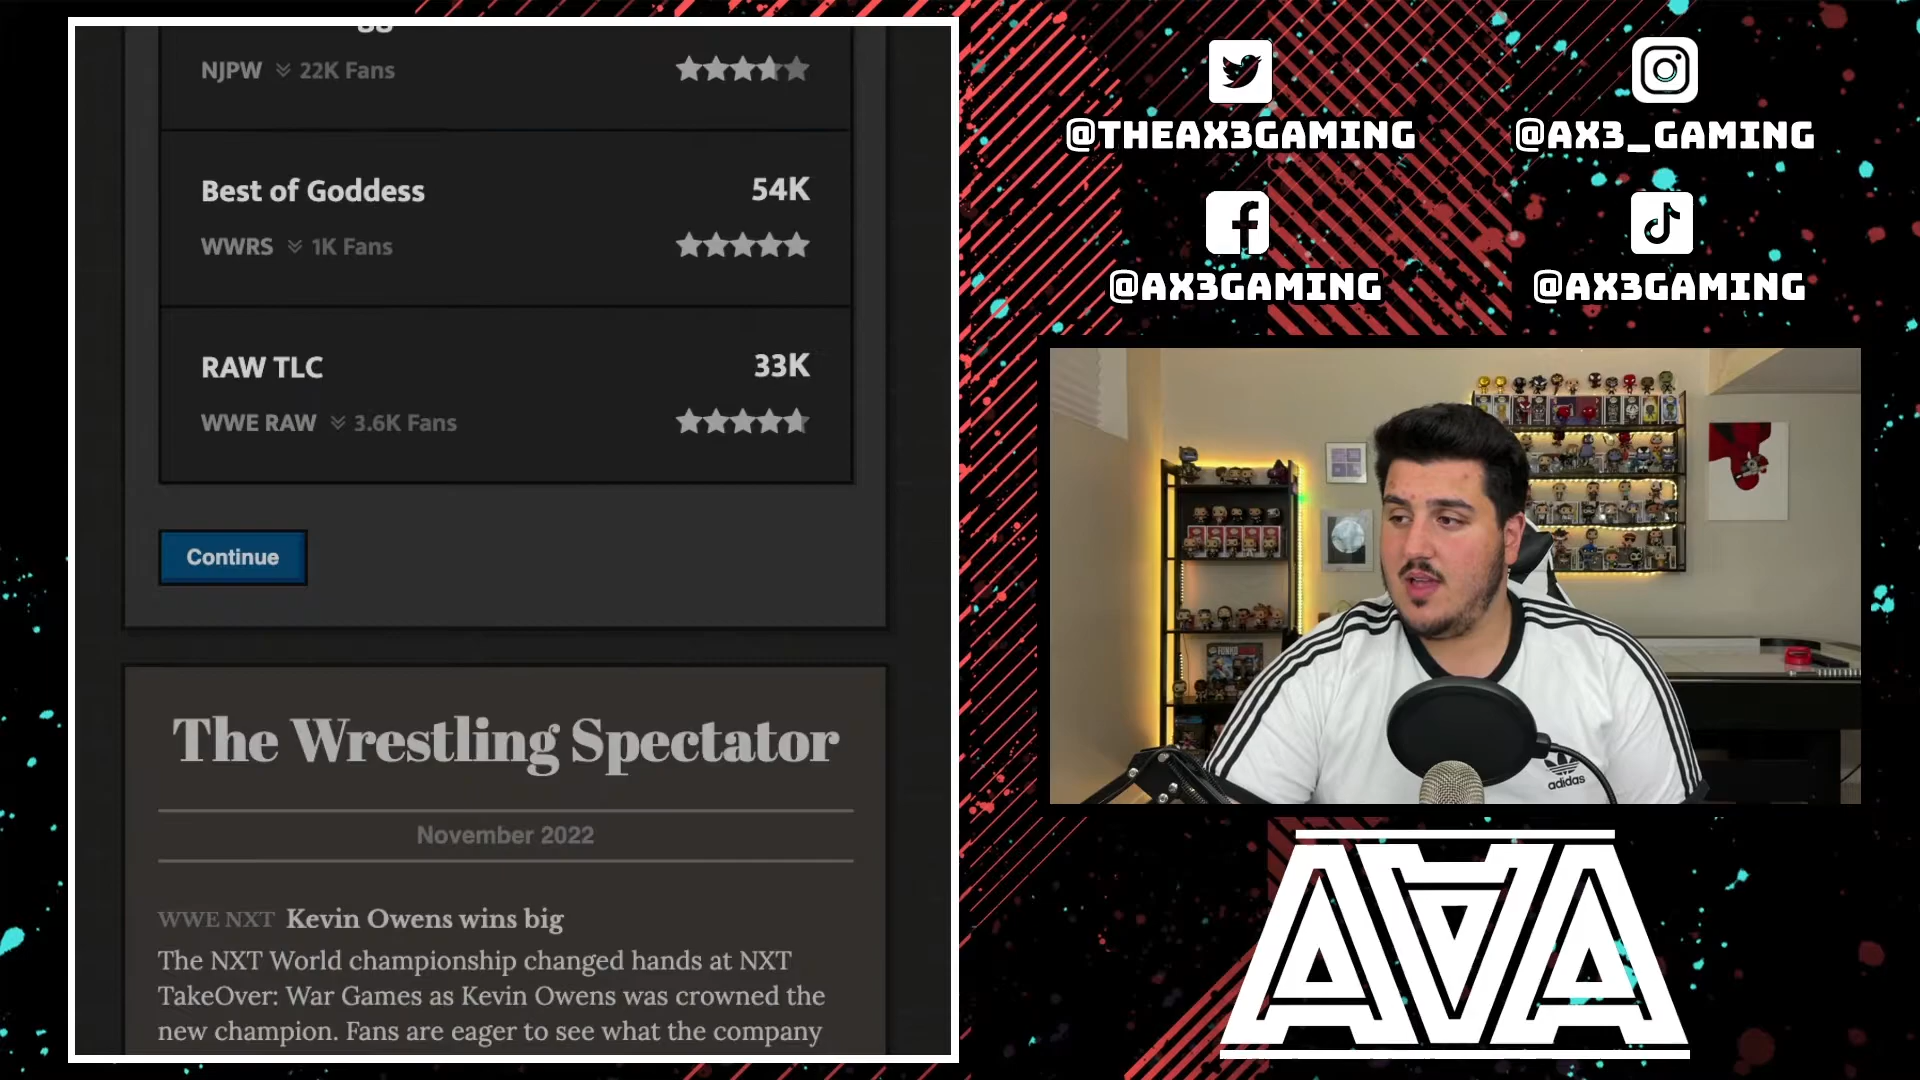 NJPW 22K Fans
Best of Goddess 54K
WWRS 1K Fans
RAW TLC 33K
WWE RAW 3.6K Fans
Continue
The Wrestling Spectator
November 2022
WWE NXT Kevin Owens wins big
The NXT World championship changed hands at NXT
TakeOver: War Games as Kevin Owens was crowned the
new champion. Fans are eager to see what the company
@THEAX3GAMING
@AX3_GAMING
@AX3GAMING
@AX3GAMING
adidas